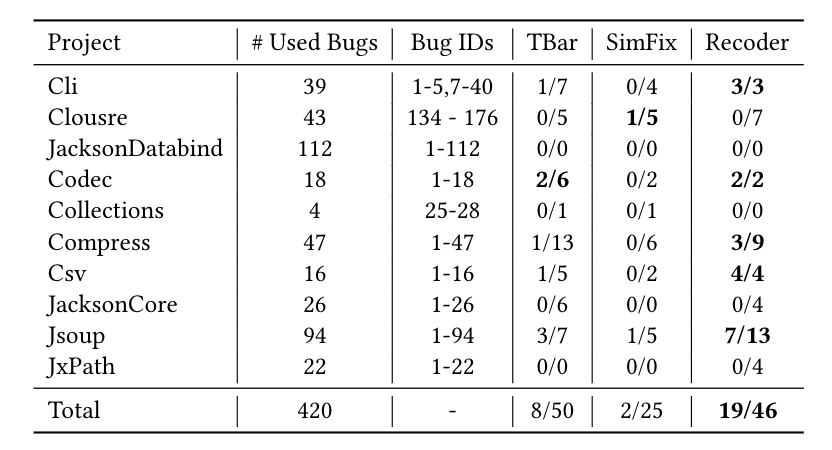 Project # Used Bugs Bug IDs TBar SimFix Recoder
Cli 39 1-5,7-40 1/7 0/4 3/3
Clousre 43 134 - 176 0/5 1/5 0/7
JacksonDatabind 112 1-112 0/0 0/0 0/0
Codec 18 1-18 2/6 0/2 2/2
Collections 4 25-28 0/1 0/1 0/0
Compress 47 1-47 1/13 0/6 3/9
Csv 16 1-16 1/5 0/2 4/4
JacksonCore 26 1-26 0/6 0/0 0/4
Jsoup 94 1-94 3/7 1/5 7/13
JxPath 22 1-22 0/0 0/0 0/4
Total 420 - 8/50 2/25 19/46